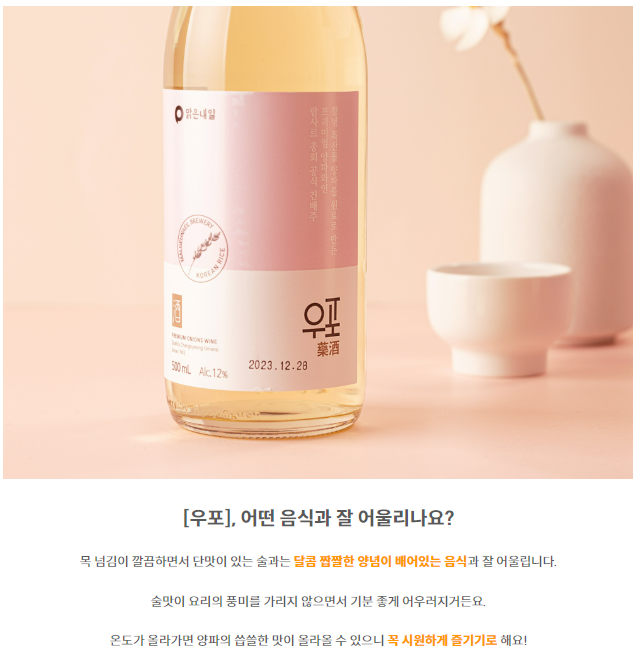 맑은내일
MALGEUNNAEIL BREWERY
KOREAN RICE
酒
PREMIUM ONIONS WINE
500 mL Alc.12%
우포
藥酒
2023.12.28
[우포], 어떤 음식과 잘 어울리나요?
목 넘김이 깔끔하면서 단맛이 있는 술과는 달콤 짭짤한 양념이 배어있는 음식과 잘 어울립니다.
술맛이 요리의 풍미를 가리지 않으면서 기분 좋게 어우러지거든요.
온도가 올라가면 양파의 씁쓸한 맛이 올라올 수 있으니 꼭 시원하게 즐기기로 해요!